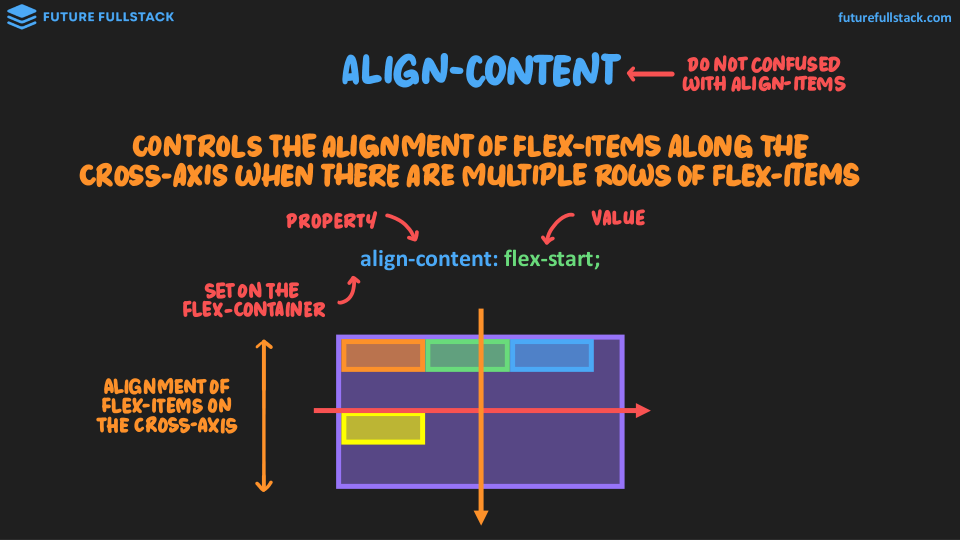 FUTURE FULLSTACK
futurefullstack.com
ALIGN-CONTENT
DO NOT CONFUSED
WITH ALIGN-ITEMS
CONTROLS THE ALIGNMENT OF FLEX-ITEMS ALONG THE
CROSS-AXIS WHEN THERE ARE MULTIPLE ROWS OF FLEX-ITEMS
PROPERTY
VALUE
align-content: flex-start;
SET ON THE
FLEX-CONTAINER
ALIGNMENT OF
FLEX-ITEMS ON
THE CROSS-AXIS